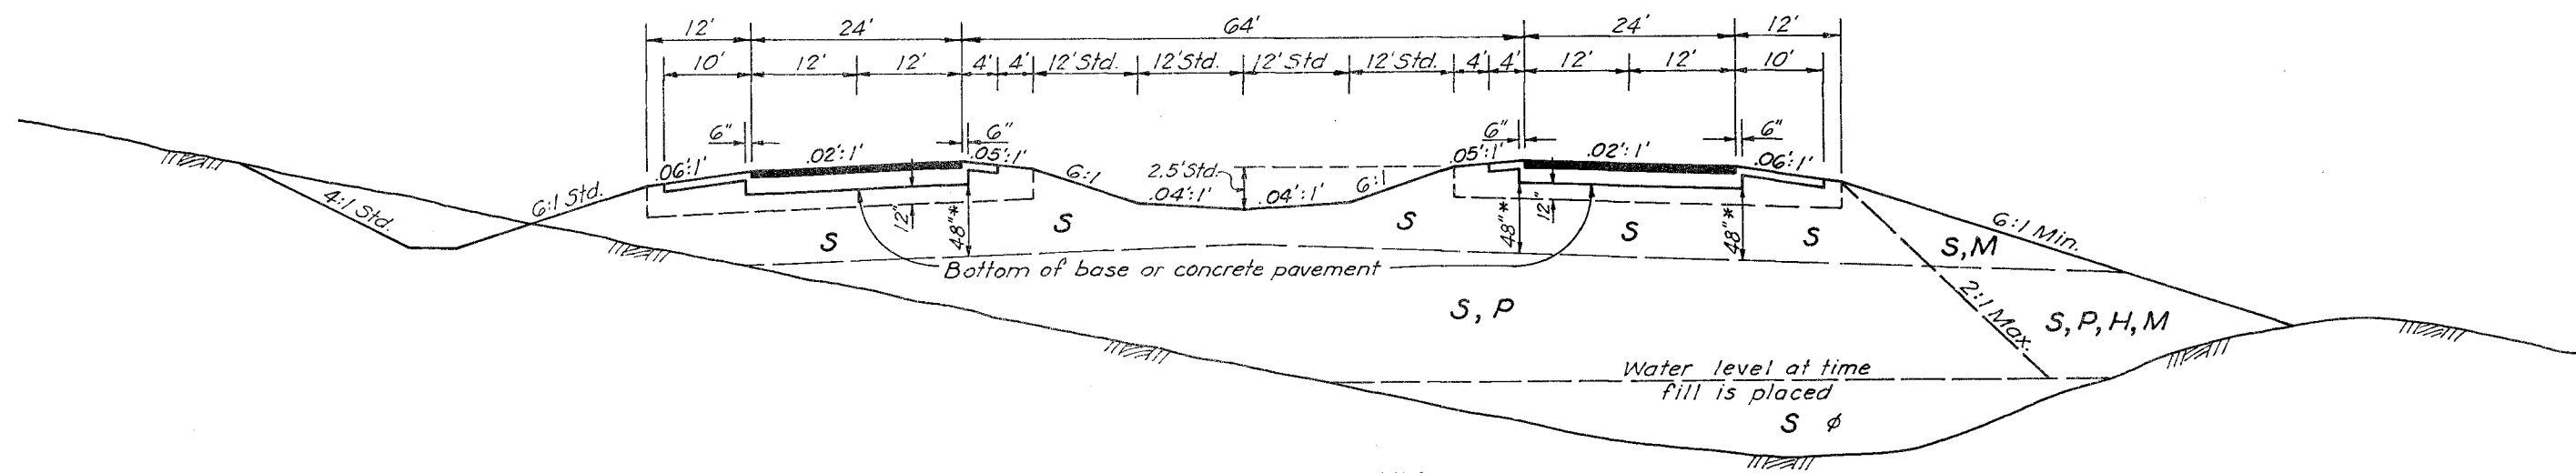 12' 24' 64' 24' 12'
10' 12' 12' 4' 4' 12' Std. 12' Std. 12' Std 12' Std. 4' 4' 12' 12' 10'
6" 6" 6" 6"
.06':1' .02':1' .05':1' 2.5' Std. .05':1' .02':1' .06':1'
4:1 Std. 6:1 Std. 6:1 .04':1' .04':1' 6:1 6:1 Min.
12" 48"* 48"* 12" 48"*
S S S S S S,M
Bottom of base or concrete pavement
2:1 Max.
S, P S, P, H, M
Water level at time
fill is placed
S ϕ